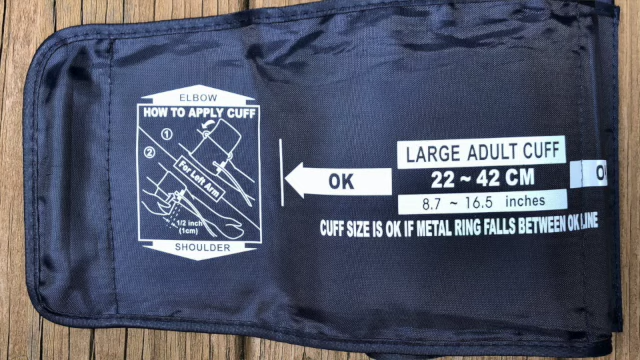 ELBOW
HOW TO APPLY CUFF
1
2
For Left Arm
1/2 inch
(1cm)
SHOULDER
OK
LARGE ADULT CUFF
22 ~ 42 CM
8.7 ~ 16.5 inches
CUFF SIZE IS OK IF METAL RING FALLS BETWEEN OK LINE